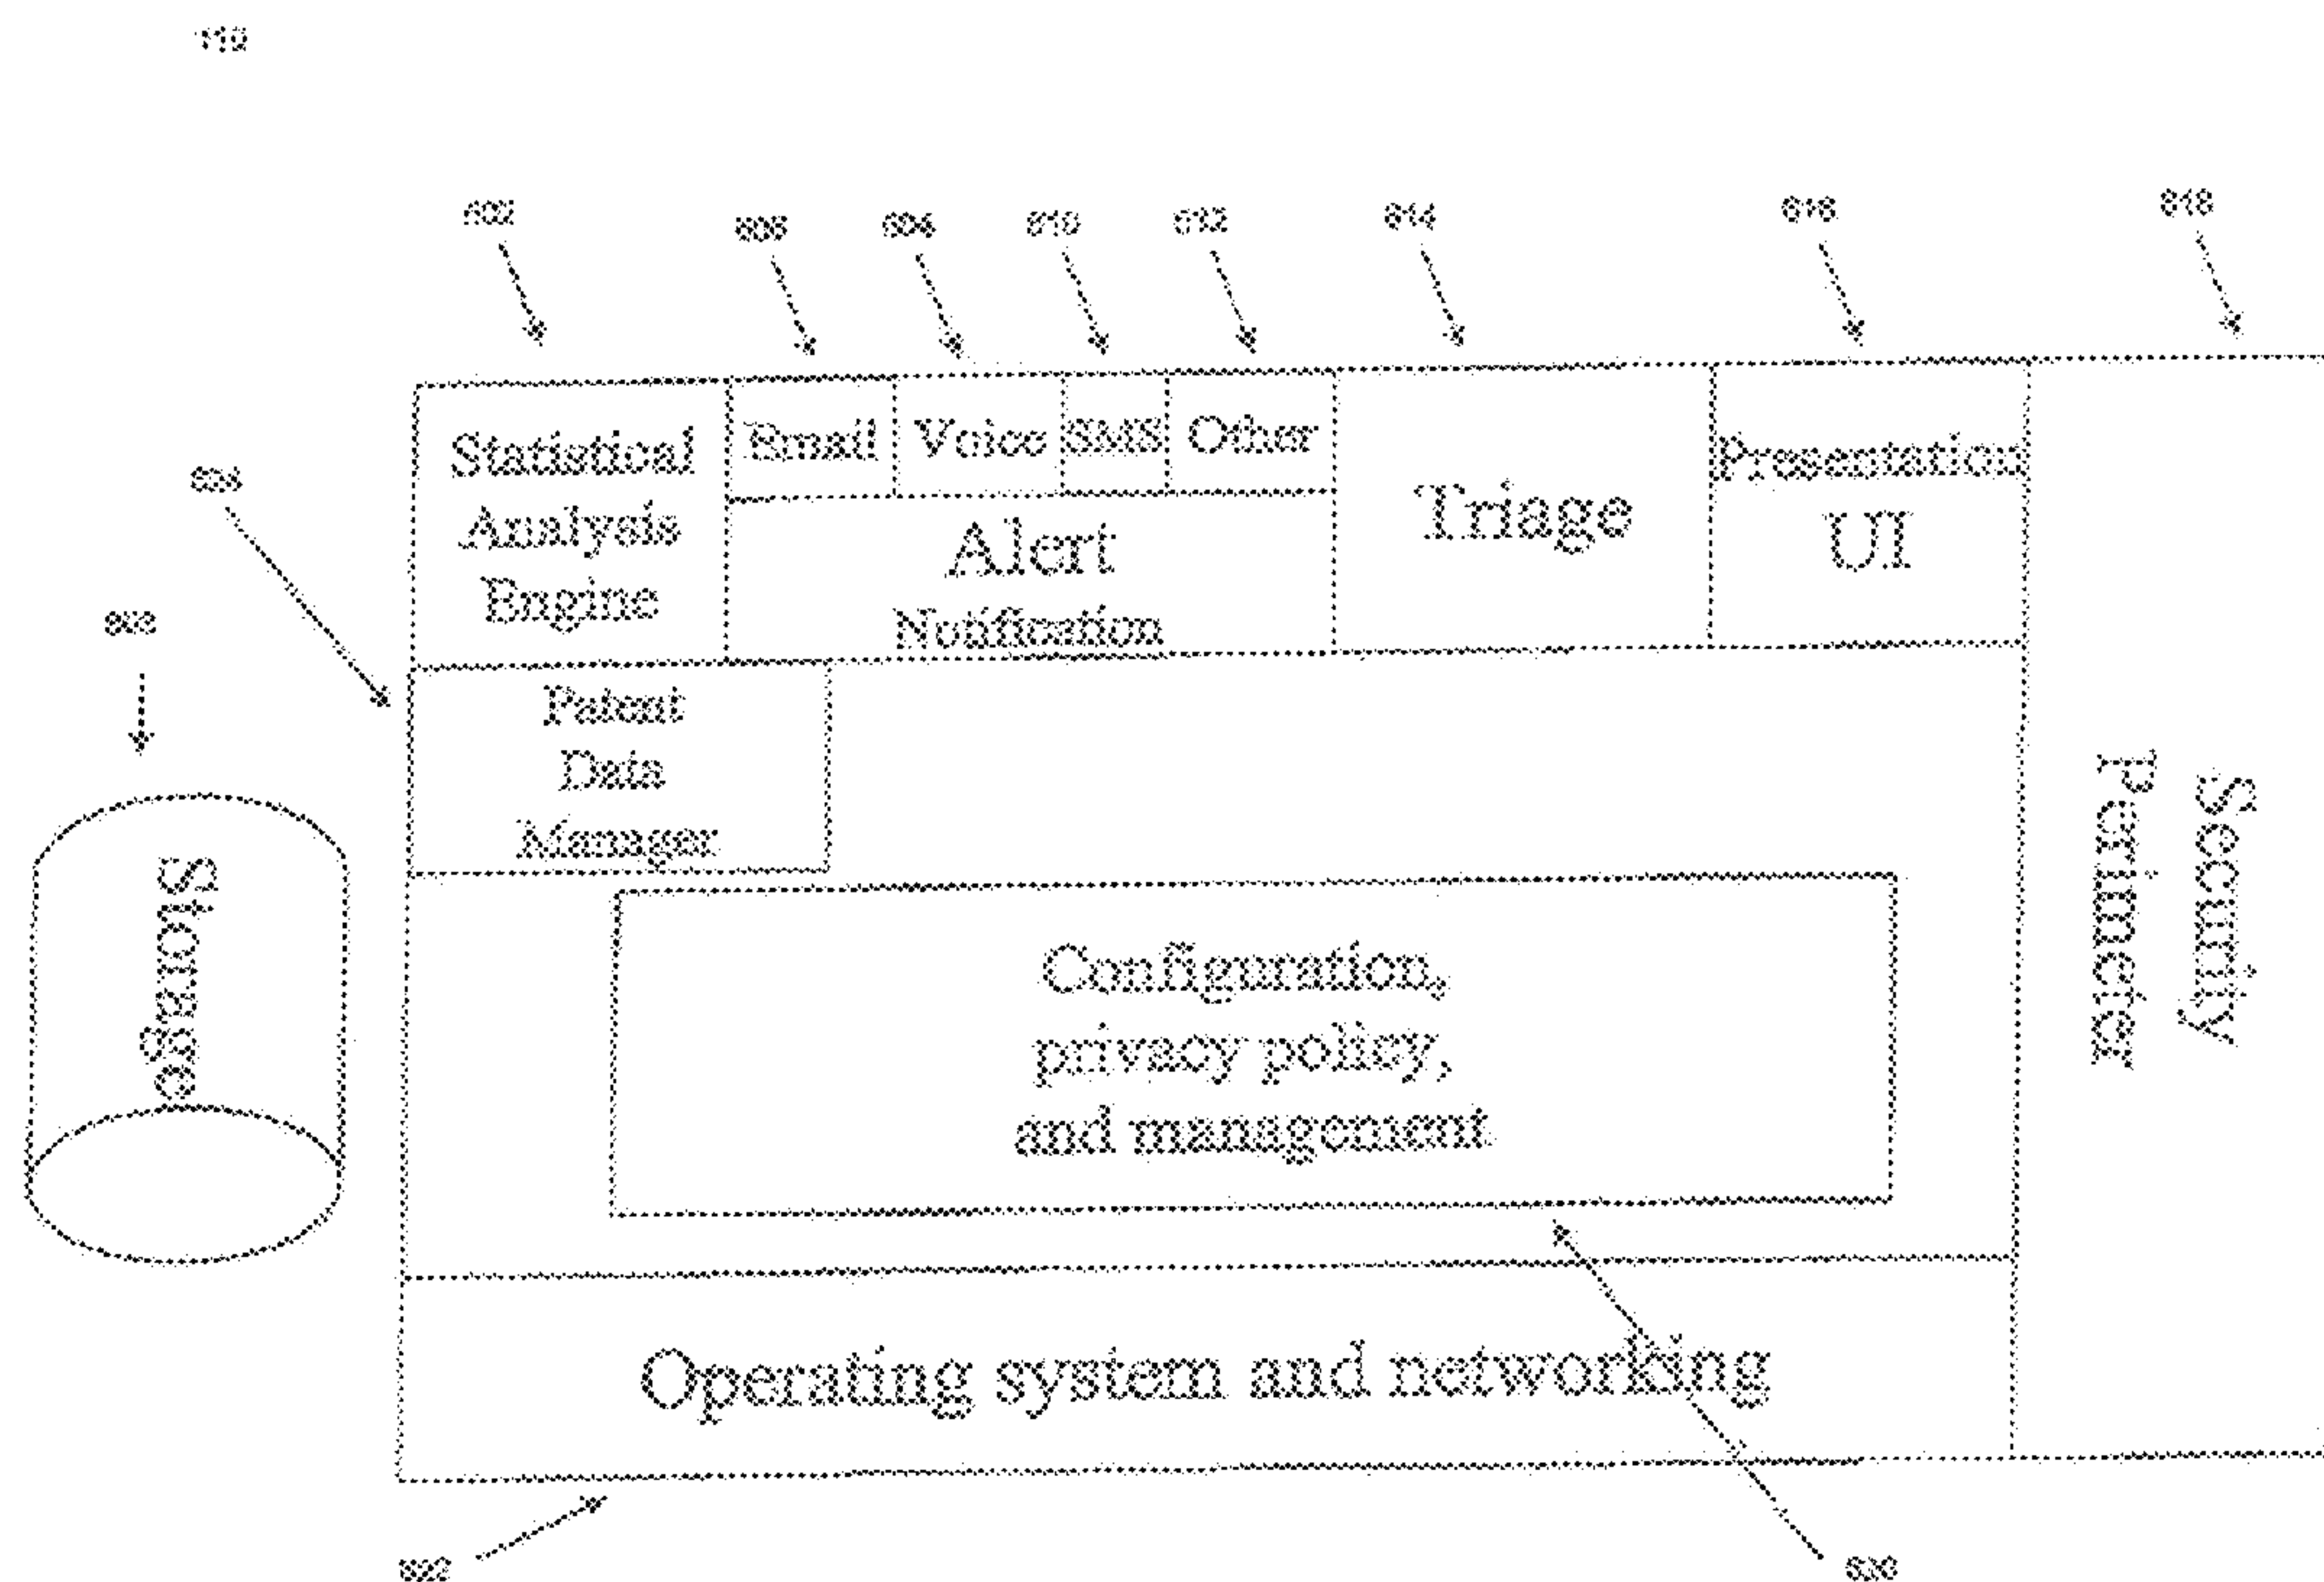 614
Statistical
Analysis
Engine
Email
Voice
SMS
Other
Alert
Notification
Triage
Presentation
UI
Patent
Data
Manager
Storage
Configuration,
privacy policy,
and management
Security
Perimeter
Operating system and networking